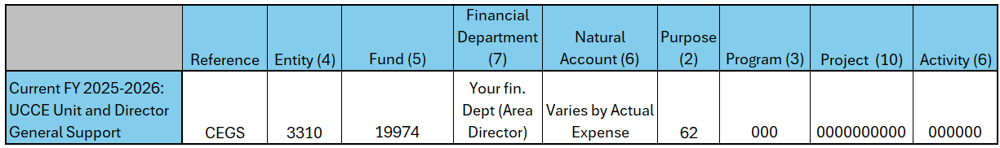 Reference
Entity (4)
Fund (5)
Financial
Department
(7)
Natural
Account (6)
Purpose
(2)
Program (3)
Project  (10)
Activity (6)
Current FY 2025-2026:
UCCE Unit and Director
General Support
CEGS
3310
19974
Your fin.
Dept (Area
Director)
Varies by Actual
Expense
62
000
0000000000
000000